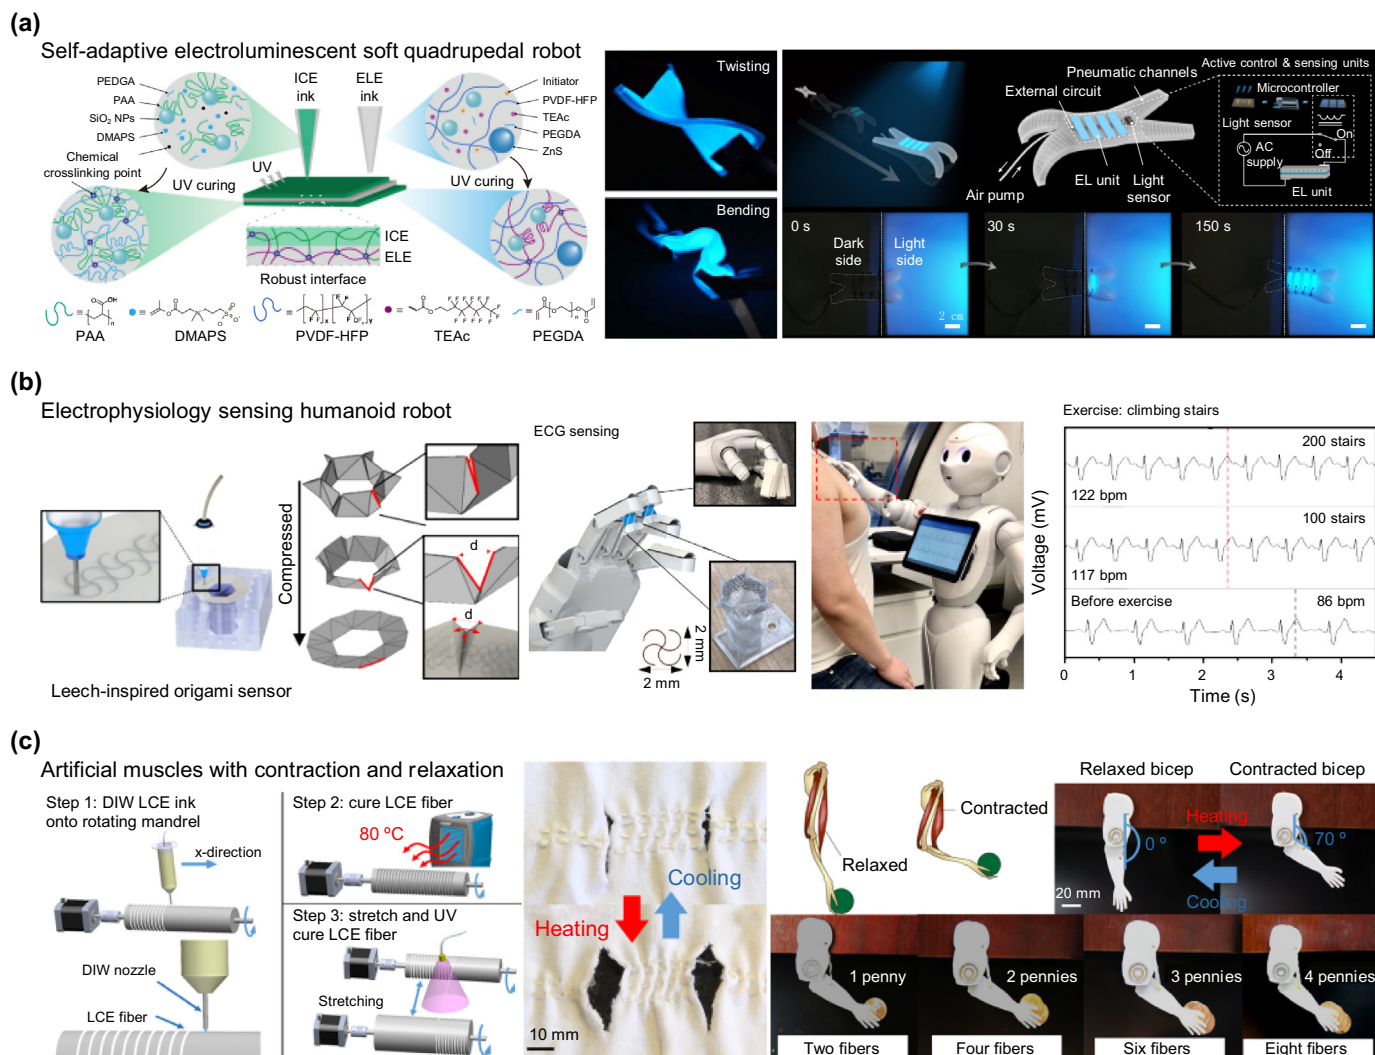 (a)
Self-adaptive electroluminescent soft quadrupedal robot
PEDGA
PAA
SiO₂ NPs
DMAPS
Chemical
crosslinking point
UV curing
ICE
ink
ELE
ink
UV
Initiator
PVDF-HFP
TEAc
PEGDA
ZnS
UV curing
ICE
ELE
Robust interface
PAA
DMAPS
PVDF-HFP
TEAc
PEGDA
Twisting
Bending
Pneumatic channels
External circuit
Air pump
EL unit
Light
sensor
Active control & sensing units
Microcontroller
Light sensor
On
Off
AC
supply
EL unit
0 s
Dark
side
Light
side
2 cm
30 s
150 s
(b)
Electrophysiology sensing humanoid robot
Compressed
d
d
Leech-inspired origami sensor
ECG sensing
2 mm
2 mm
Exercise: climbing stairs
200 stairs
122 bpm
100 stairs
117 bpm
Before exercise
86 bpm
Voltage (mV)
0 1 2 3 4
Time (s)
(c)
Artificial muscles with contraction and relaxation
Step 1: DIW LCE ink
onto rotating mandrel
x-direction
DIW nozzle
LCE fiber
Step 2: cure LCE fiber
80 ºC
Step 3: stretch and UV
cure LCE fiber
Stretching
Cooling
Heating
10 mm
Relaxed
Contracted
Relaxed bicep
Contracted bicep
0 º
Heating
70 º
Cooling
20 mm
1 penny
2 pennies
3 pennies
4 pennies
Two fibers
Four fibers
Six fibers
Eight fibers